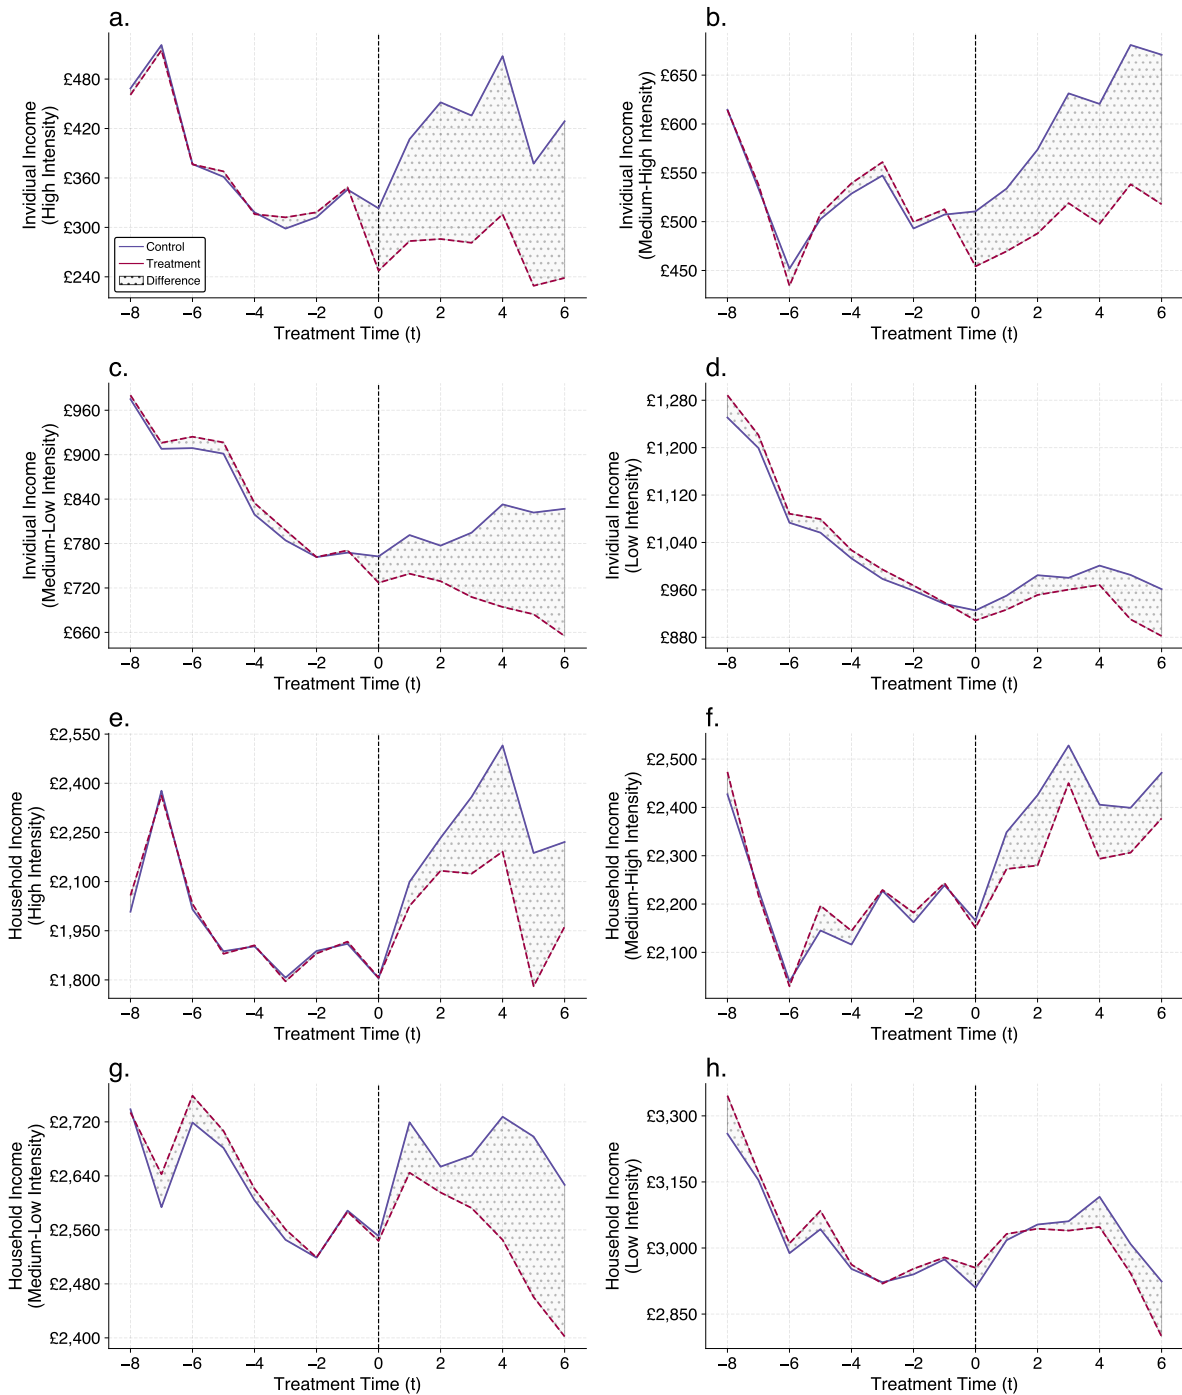 a.
£480
£420
£360
£300
£240
Invidiual Income
(High Intensity)
Control
Treatment
Difference
−8 −6 −4 −2 0 2 4 6
Treatment Time (t)
b.
£650
£600
£550
£500
£450
Invidiual Income
(Medium-High Intensity)
−8 −6 −4 −2 0 2 4 6
Treatment Time (t)
c.
£960
£900
£840
£780
£720
£660
Invidiual Income
(Medium-Low Intensity)
−8 −6 −4 −2 0 2 4 6
Treatment Time (t)
d.
£1,280
£1,200
£1,120
£1,040
£960
£880
Invidiual Income
(Low Intensity)
−8 −6 −4 −2 0 2 4 6
Treatment Time (t)
e.
£2,550
£2,400
£2,250
£2,100
£1,950
£1,800
Household Income
(High Intensity)
−8 −6 −4 −2 0 2 4 6
Treatment Time (t)
f.
£2,500
£2,400
£2,300
£2,200
£2,100
Household Income
(Medium-High Intensity)
−8 −6 −4 −2 0 2 4 6
Treatment Time (t)
g.
£2,720
£2,640
£2,560
£2,480
£2,400
Household Income
(Medium-Low Intensity)
−8 −6 −4 −2 0 2 4 6
Treatment Time (t)
h.
£3,300
£3,150
£3,000
£2,850
Household Income
(Low Intensity)
−8 −6 −4 −2 0 2 4 6
Treatment Time (t)